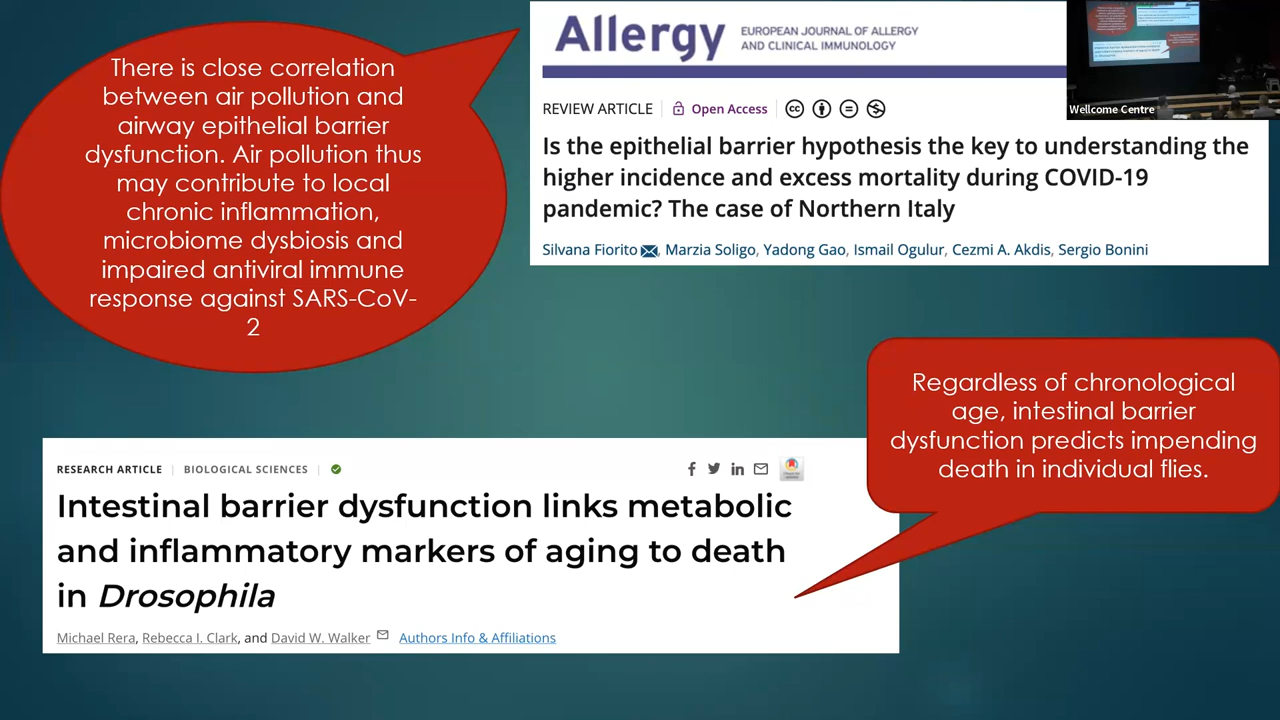 There is close correlation
between air pollution and
airway epithelial barrier
dysfunction. Air pollution thus
may contribute to local
chronic inflammation,
microbiome dysbiosis and
impaired antiviral immune
response against SARS-CoV-
2
Allergy
EUROPEAN JOURNAL OF ALLERGY
AND CLINICAL IMMUNOLOGY
Wellcome Centre
REVIEW ARTICLE Open Access
Is the epithelial barrier hypothesis the key to understanding the
higher incidence and excess mortality during COVID-19
pandemic? The case of Northern Italy
Silvana Fiorito, Marzia Soligo, Yadong Gao, Ismail Ogulur, Cezmi A. Akdis, Sergio Bonini
Regardless of chronological
age, intestinal barrier
dysfunction predicts impending
death in individual flies.
RESEARCH ARTICLE | BIOLOGICAL SCIENCES
Intestinal barrier dysfunction links metabolic
and inflammatory markers of aging to death
in Drosophila
Michael Rera, Rebecca I. Clark, and David W. Walker Authors Info & Affiliations